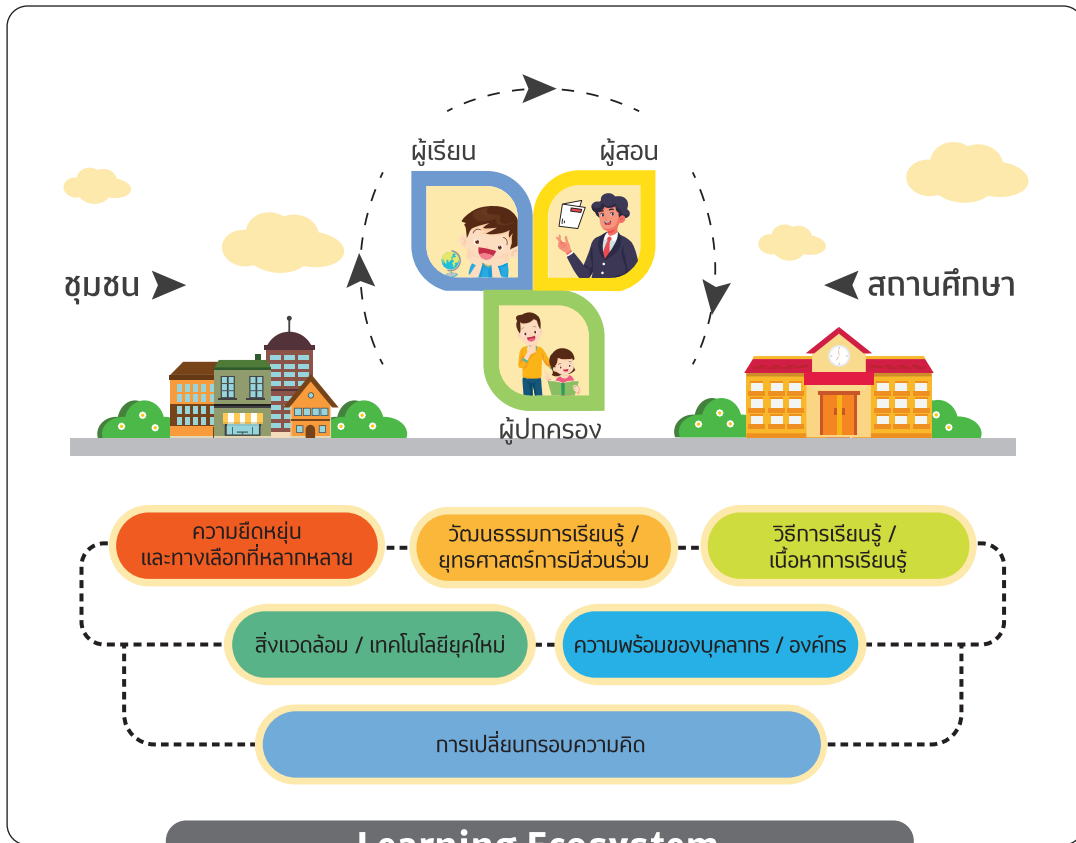 ผู้เรียน
ผู้สอน
ชุมชน
สถานศึกษา
ผู้ปกครอง
ความยืดหยุ่น
และทางเลือกที่หลากหลาย
วัฒนธรรมการเรียนรู้ /
ยุทธศาสตร์การมีส่วนร่วม
วิธีการเรียนรู้ /
เนื้อหาการเรียนรู้
สิ่งแวดล้อม / เทคโนโลยียุคใหม่
ความพร้อมของบุคลากร / องค์กร
การเปลี่ยนกรอบความคิด
Learning Ecosystem